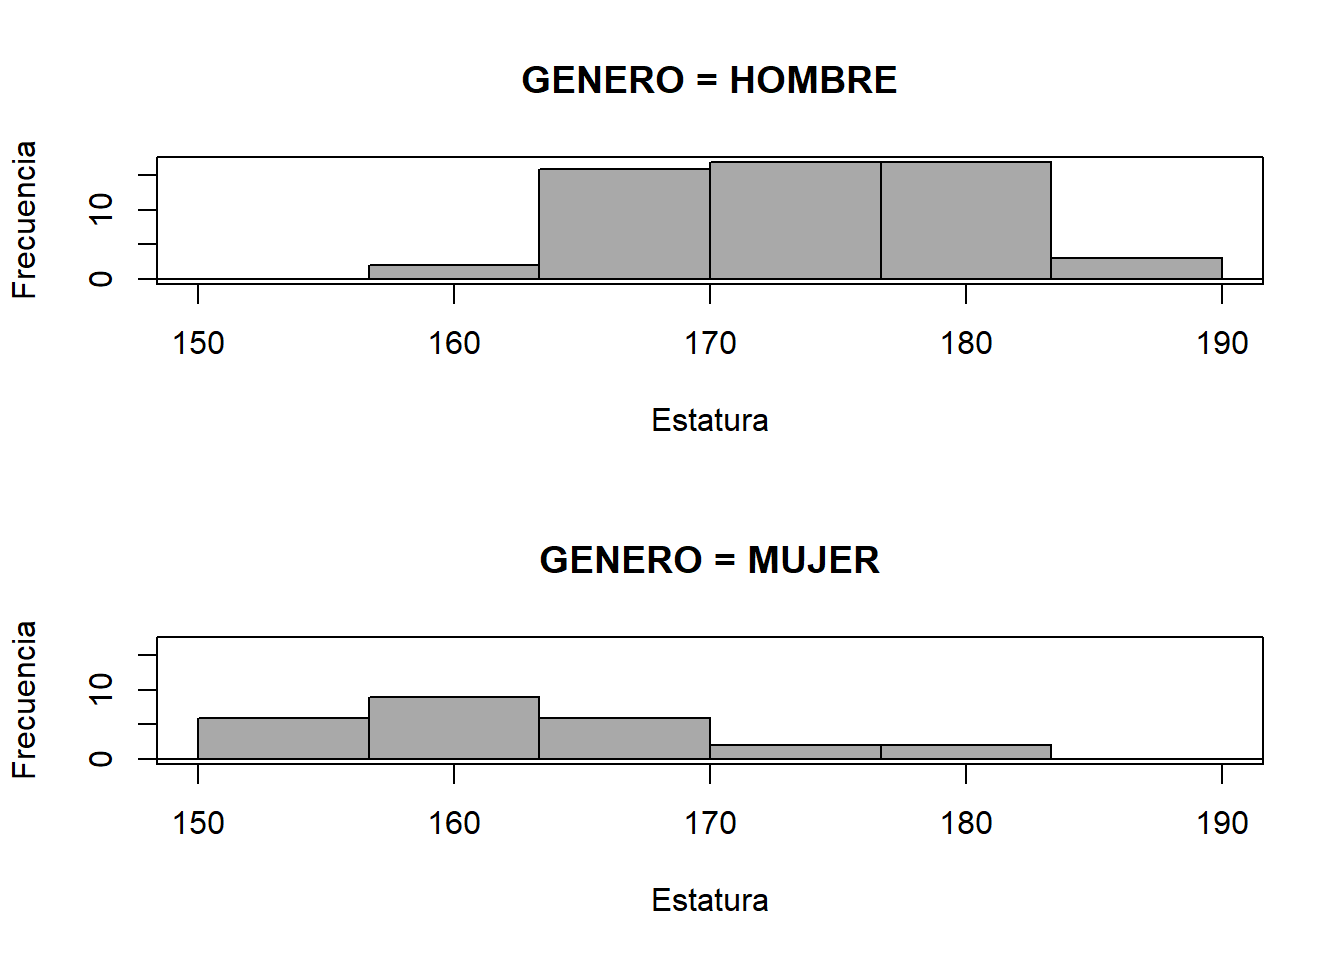 GENERO = HOMBRE
Frecuencia
10
0
150 160 170 180 190
Estatura
GENERO = MUJER
Frecuencia
10
0
150 160 170 180 190
Estatura